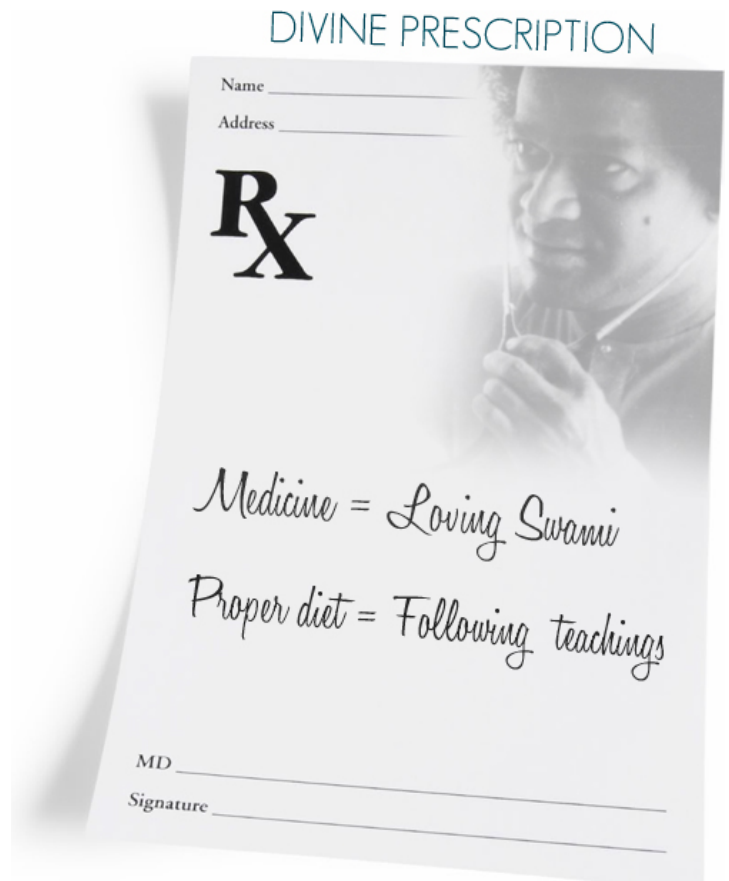 DIVINE PRESCRIPTION
Name
Address
Rx
Medicine = Loving Swami
Proper diet = Following teachings
MD
Signature